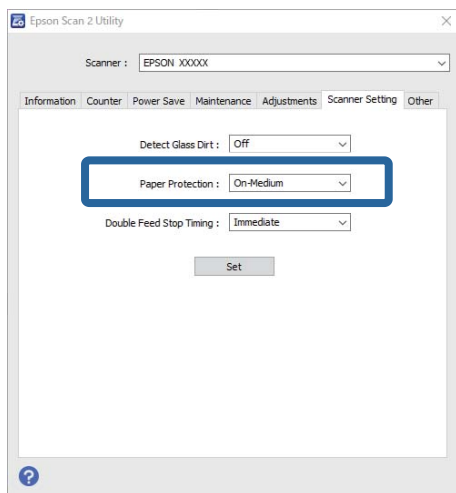 Epson Scan 2 Utility
Scanner : EPSON XXXXX
Information Counter Power Save Maintenance Adjustments Scanner Setting Other
Detect Glass Dirt : Off
Paper Protection : On-Medium
Double Feed Stop Timing : Immediate
Set
?